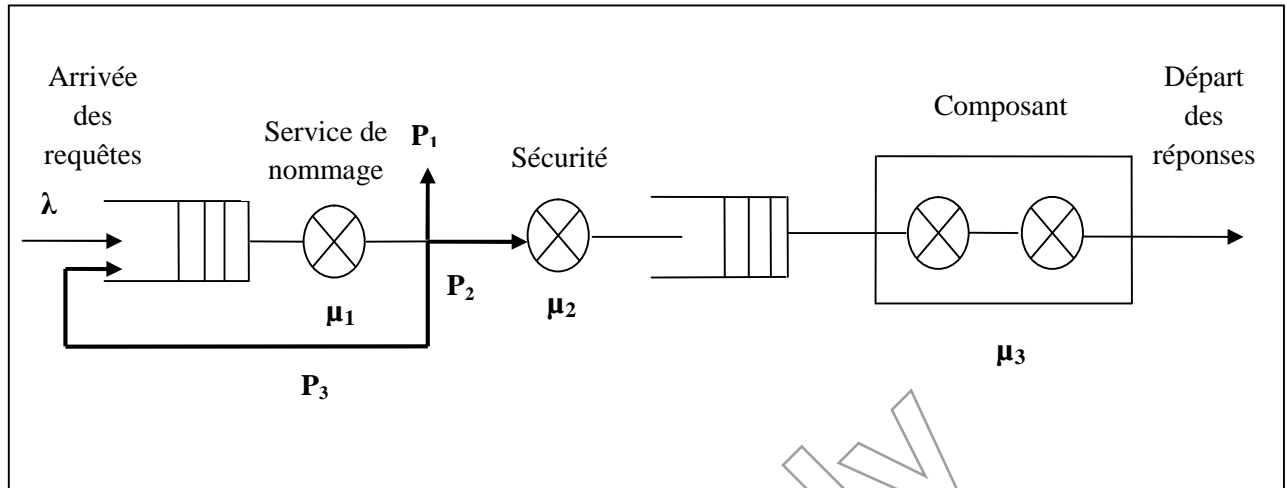 Arrivée
des
requêtes
λ
Service de
nommage
µ₁
P₁
P₂
P₃
Sécurité
µ₂
Composant
µ₃
Départ
des
réponses